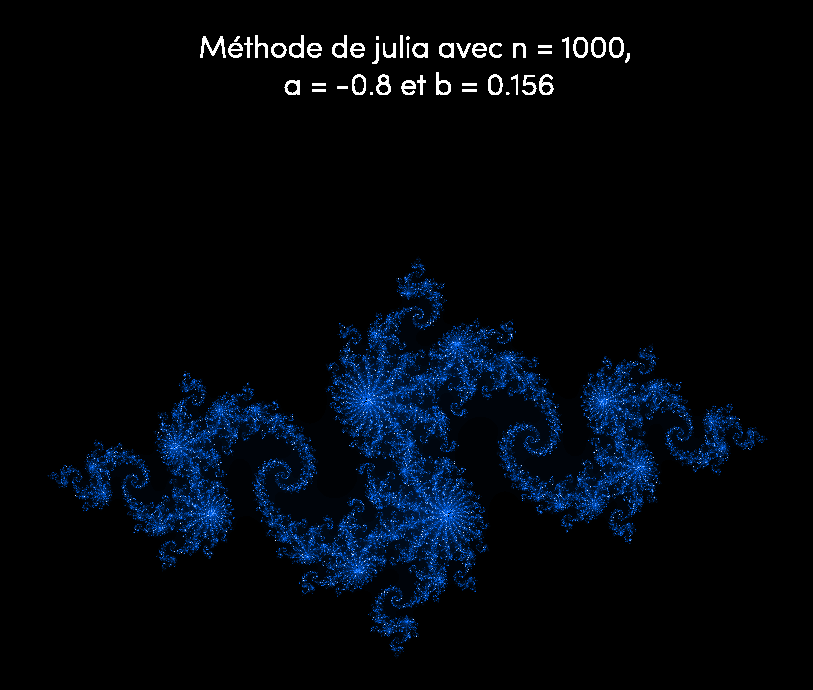 Méthode de julia avec n = 1000,
a = -0.8 et b = 0.156